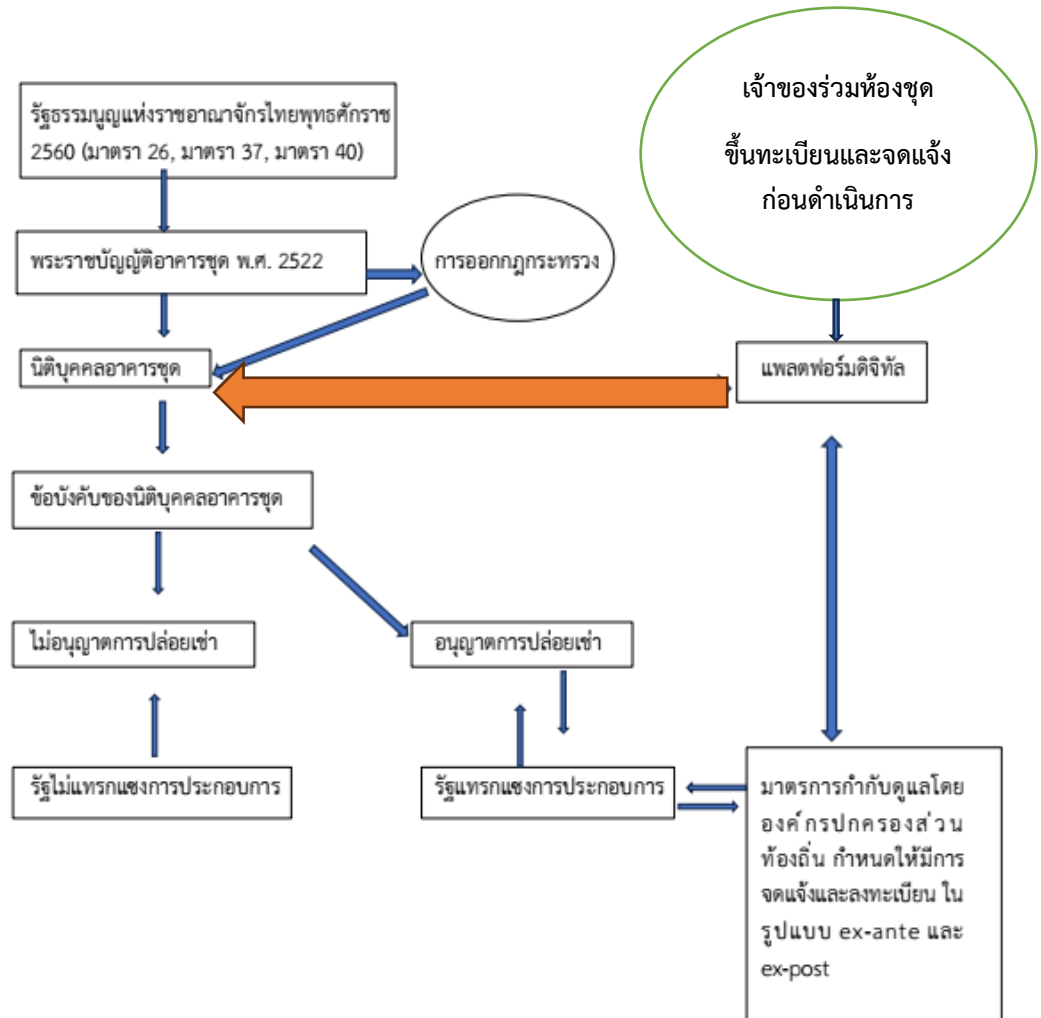 เจ้าของร่วมห้องชุด
ขึ้นทะเบียนและจดแจ้ง
ก่อนดำเนินการ
รัฐธรรมนูญแห่งราชอาณาจักรไทยพุทธศักราช
2560 (มาตรา 26, มาตรา 37, มาตรา 40)
พระราชบัญญัติอาคารชุด พ.ศ. 2522
การออกกฎกระทรวง
นิติบุคคลอาคารชุด
แพลตฟอร์มดิจิทัล
ข้อบังคับของนิติบุคคลอาคารชุด
ไม่อนุญาตการปล่อยเช่า
อนุญาตการปล่อยเช่า
รัฐไม่แทรกแซงการประกอบการ
รัฐแทรกแซงการประกอบการ
มาตรการกำกับดูแลโดย
องค์กรปกครองส่วน
ท้องถิ่น กำหนดให้มีการ
จดแจ้งและลงทะเบียน ใน
รูปแบบ ex-ante และ
ex-post